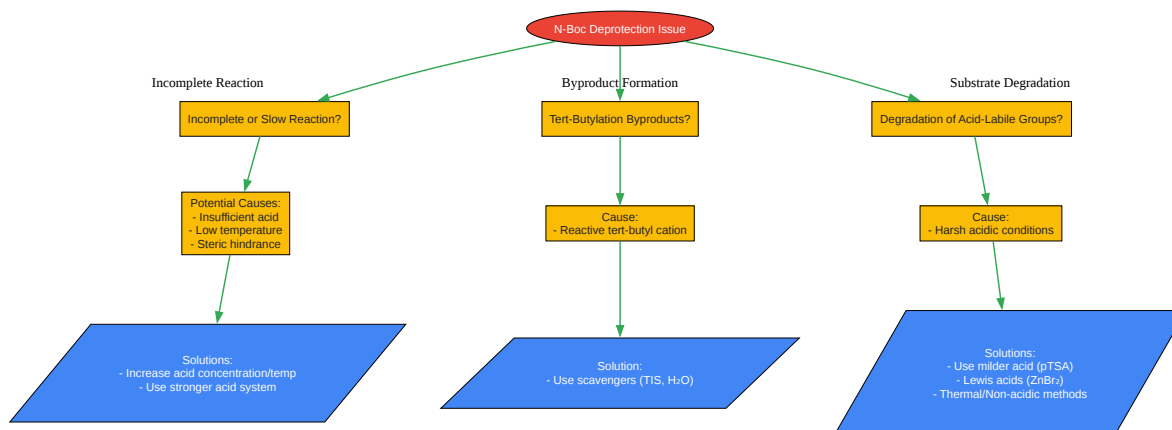 N-Boc Deprotection Issue
Incomplete Reaction
Byproduct Formation
Substrate Degradation
Incomplete or Slow Reaction?
Tert-Butylation Byproducts?
Degradation of Acid-Labile Groups?
Potential Causes:
- Insufficient acid
- Low temperature
- Steric hindrance
Cause:
- Reactive tert-butyl cation
Cause:
- Harsh acidic conditions
Solutions:
- Increase acid concentration/temp
- Use stronger acid system
Solution:
- Use scavengers (TIS, H₂O)
Solutions:
- Use milder acid (pTSA)
- Lewis acids (ZnBr₂)
- Thermal/Non-acidic methods